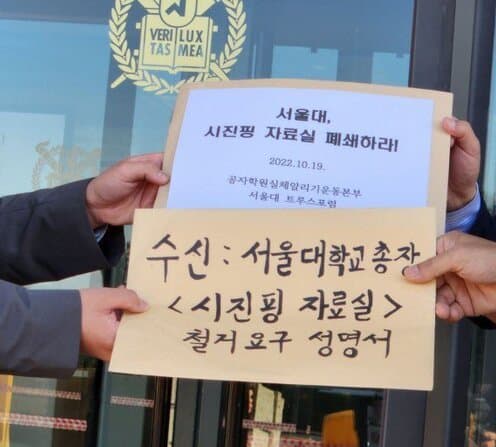 VERI LUX
TAS MEA
서울대,
시진핑 자료실 폐쇄하라!
2022.10.19.
공자학원실체알리기운동본부
서울대 트루스포럼
수신 : 서울대학교총장
< 시진핑 자료실 >
철거요구 성명서